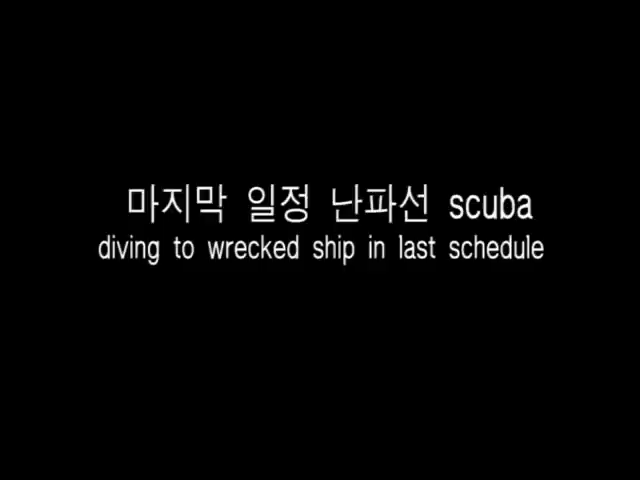 마지막 일정 난파선 scuba
diving to wrecked ship in last schedule